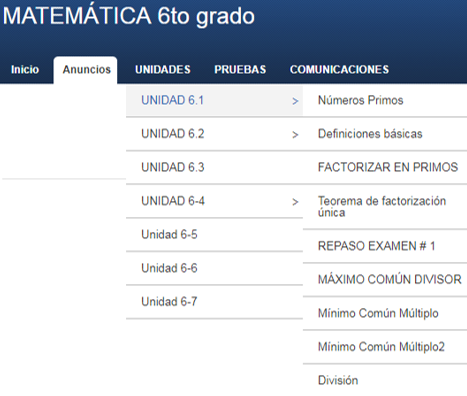 MATEMÁTICA 6to grado
Inicio Anuncios UNIDADES PRUEBAS COMUNICACIONES
UNIDAD 6.1 >
UNIDAD 6.2 >
UNIDAD 6.3
UNIDAD 6-4 >
Unidad 6-5
Unidad 6-6
Unidad 6-7
Números Primos
Definiciones básicas
FACTORIZAR EN PRIMOS
Teorema de factorización
única
REPASO EXAMEN # 1
MÁXIMO COMÚN DIVISOR
Mínimo Común Múltiplo
Mínimo Común Múltiplo2
División